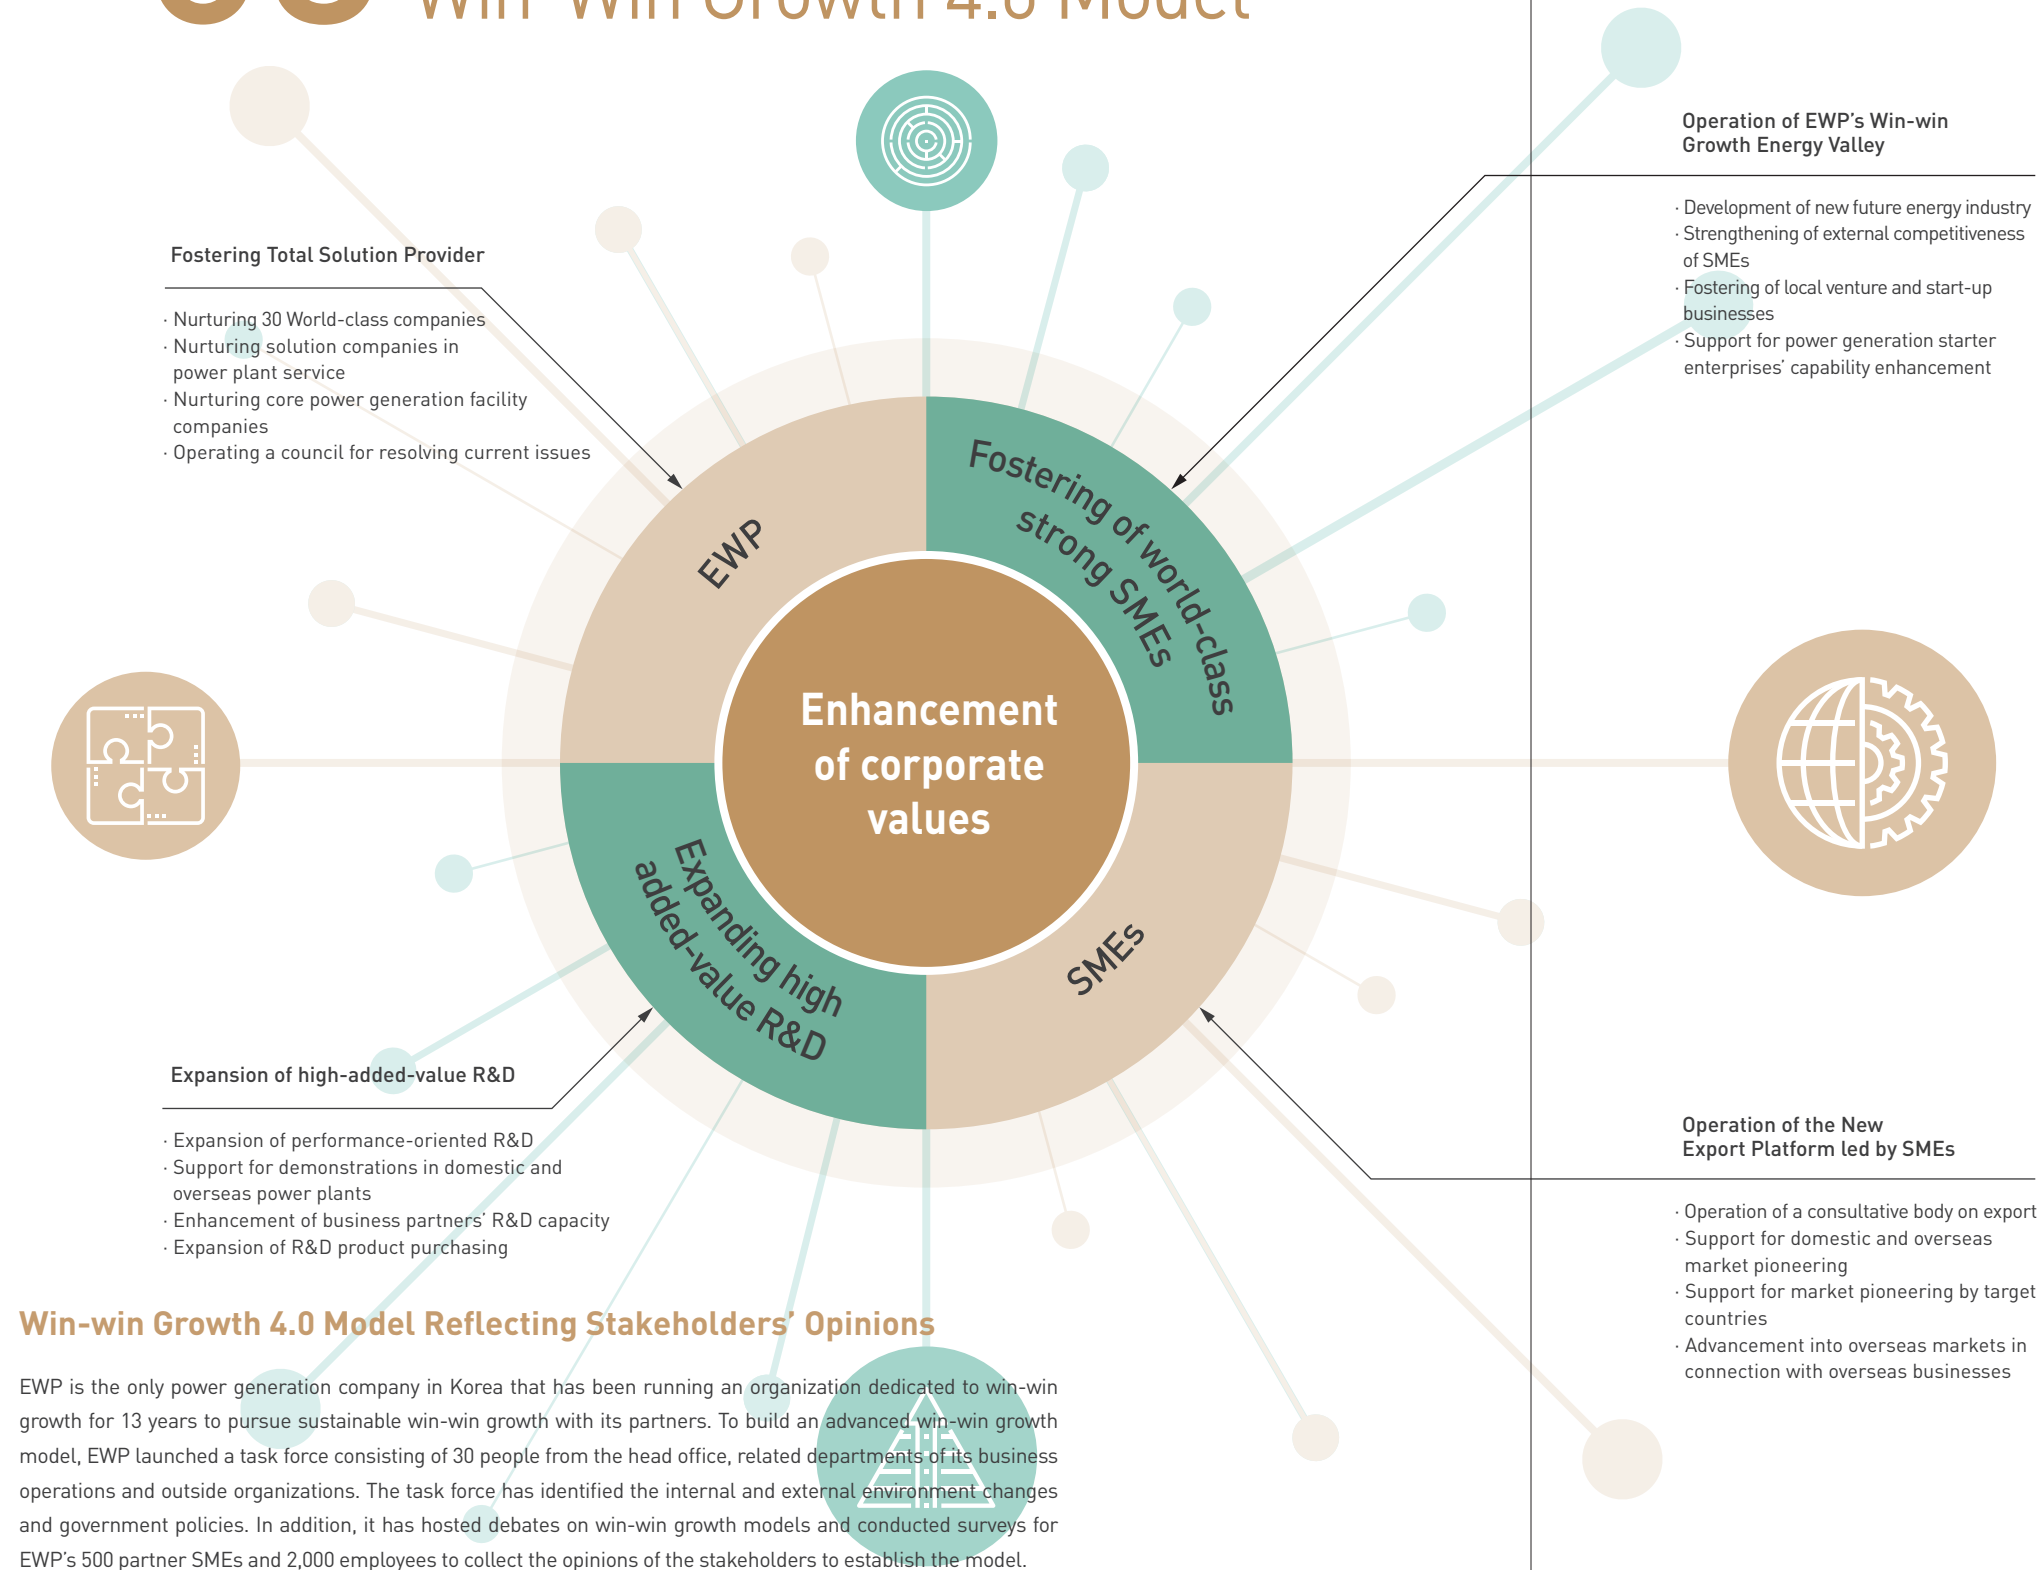 Win-Win Growth 4.0 Model
Fostering Total Solution Provider
· Nurturing 30 World-class companies
· Nurturing solution companies in
power plant service
· Nurturing core power generation facility
companies
· Operating a council for resolving current issues
Operation of EWP’s Win-win
Growth Energy Valley
· Development of new future energy industry
· Strengthening of external competitiveness
of SMEs
· Fostering of local venture and start-up
businesses
· Support for power generation starter
enterprises’ capability enhancement
EWP
Fostering of world-class
strong SMEs
Enhancement
of corporate
values
Expanding high
added-value R&D
SMEs
Expansion of high-added-value R&D
· Expansion of performance-oriented R&D
· Support for demonstrations in domestic and
overseas power plants
· Enhancement of business partners’ R&D capacity
· Expansion of R&D product purchasing
Operation of the New
Export Platform led by SMEs
· Operation of a consultative body on export
· Support for domestic and overseas
market pioneering
· Support for market pioneering by target
countries
· Advancement into overseas markets in
connection with overseas businesses
Win-win Growth 4.0 Model Reflecting Stakeholders’ Opinions
EWP is the only power generation company in Korea that has been running an organization dedicated to win-win
growth for 13 years to pursue sustainable win-win growth with its partners. To build an advanced win-win growth
model, EWP launched a task force consisting of 30 people from the head office, related departments of its business
operations and outside organizations. The task force has identified the internal and external environment changes
and government policies. In addition, it has hosted debates on win-win growth models and conducted surveys for
EWP’s 500 partner SMEs and 2,000 employees to collect the opinions of the stakeholders to establish the model.